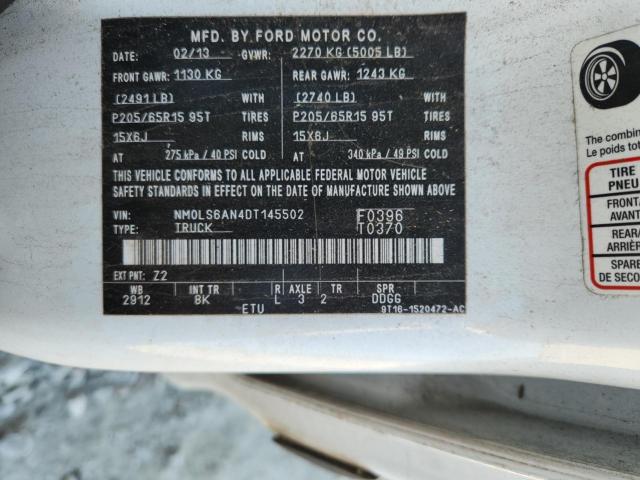 MFD. BY FORD MOTOR CO.
DATE: 02/13 GVWR: 2270 KG (5005 LB)
FRONT GAWR: 1130 KG REAR GAWR: 1243 KG
(2491 LB) WITH (2740 LB) WITH
P205/65R15 95T TIRES P205/65R15 95T TIRES
15X6J RIMS 15X6J RIMS
AT 275 kPa / 40 PSI COLD AT 340 kPa / 49 PSI COLD
THIS VEHICLE CONFORMS TO ALL APPLICABLE FEDERAL MOTOR VEHICLE
SAFETY STANDARDS IN EFFECT ON THE DATE OF MANUFACTURE SHOWN ABOVE.
VIN: NM0LS6AN4DT145502 F0396
TYPE: TRUCK T0370
EXT PNT: Z2
WB INT TR R AXLE TR SPR
2912 BK L 3 2 DDGG
ETU 9T16-1520472-AC
The combine
Le poids tot
TIRE
PNEU
FRONT
AVANT
REAR
ARRIÈRE
SPARE
DE SECO